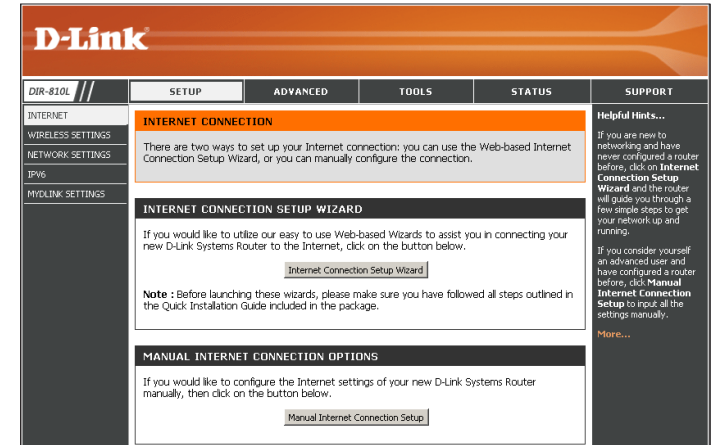 D-Link
DIR-810L //
SETUP
ADVANCED
TOOLS
STATUS
SUPPORT
INTERNET
WIRELESS SETTINGS
NETWORK SETTINGS
IPV6
MYDLINK SETTINGS
INTERNET CONNECTION
There are two ways to set up your Internet connection: you can use the Web-based Internet
Connection Setup Wizard, or you can manually configure the connection.
INTERNET CONNECTION SETUP WIZARD
If you would like to utilize our easy to use Web-based Wizards to assist you in connecting your
new D-Link Systems Router to the Internet, click on the button below.
Internet Connection Setup Wizard
Note : Before launching these wizards, please make sure you have followed all steps outlined in
the Quick Installation Guide included in the package.
MANUAL INTERNET CONNECTION OPTIONS
If you would like to configure the Internet settings of your new D-Link Systems Router
manually, then click on the button below.
Manual Internet Connection Setup
Helpful Hints...
If you are new to
networking and have
never configured a router
before, click on Internet
Connection Setup
Wizard and the router
will guide you through a
few simple steps to get
your network up and
running.
If you consider yourself
an advanced user and
have configured a router
before, click Manual
Internet Connection
Setup to input all the
settings manually.
More...